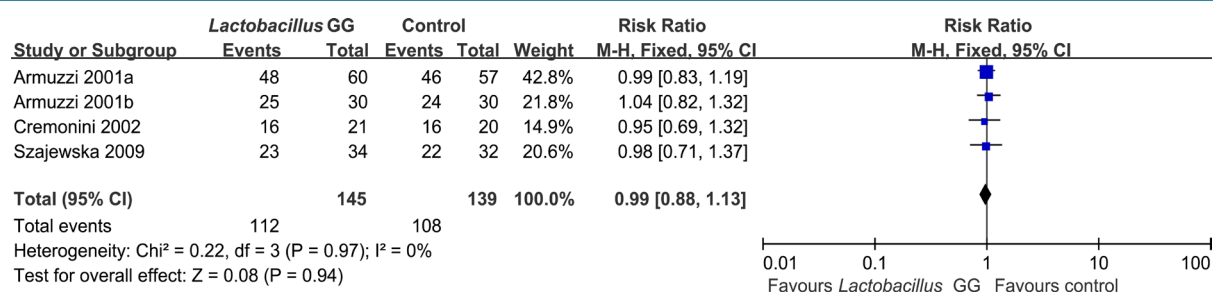 Lactobacillus GG Control Risk Ratio Risk Ratio
Study or Subgroup Events Total Events Total Weight M-H, Fixed, 95% CI M-H, Fixed, 95% CI
Armuzzi 2001a 48 60 46 57 42.8% 0.99 [0.83, 1.19]
Armuzzi 2001b 25 30 24 30 21.8% 1.04 [0.82, 1.32]
Cremonini 2002 16 21 16 20 14.9% 0.95 [0.69, 1.32]
Szajewska 2009 23 34 22 32 20.6% 0.98 [0.71, 1.37]
Total (95% CI) 145 139 100.0% 0.99 [0.88, 1.13]
Total events 112 108
Heterogeneity: Chi² = 0.22, df = 3 (P = 0.97); I² = 0%
Test for overall effect: Z = 0.08 (P = 0.94)
0.01 0.1 1 10 100
Favours Lactobacillus GG Favours control